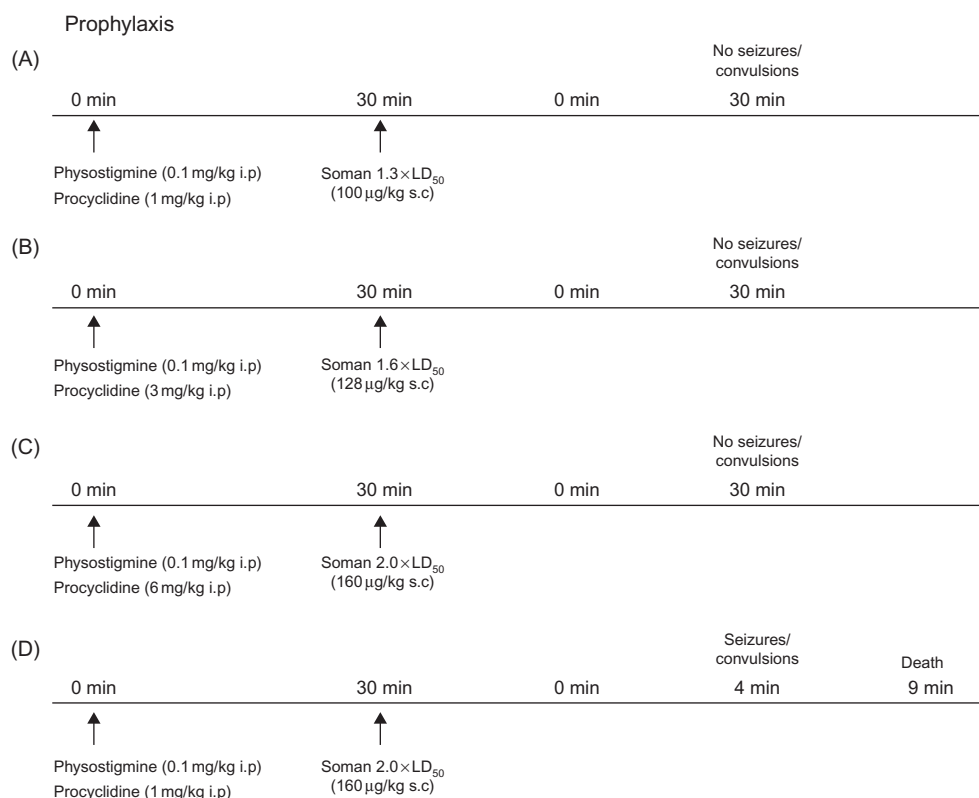 Prophylaxis
(A)
No seizures/
convulsions
0 min 30 min 0 min 30 min
Physostigmine (0.1 mg/kg i.p)
Procyclidine (1 mg/kg i.p)
Soman 1.3×LD50
(100 μg/kg s.c)
(B)
No seizures/
convulsions
0 min 30 min 0 min 30 min
Physostigmine (0.1 mg/kg i.p)
Procyclidine (3 mg/kg i.p)
Soman 1.6×LD50
(128 μg/kg s.c)
(C)
No seizures/
convulsions
0 min 30 min 0 min 30 min
Physostigmine (0.1 mg/kg i.p)
Procyclidine (6 mg/kg i.p)
Soman 2.0×LD50
(160 μg/kg s.c)
(D)
Seizures/
convulsions
Death
0 min 30 min 0 min 4 min 9 min
Physostigmine (0.1 mg/kg i.p)
Procyclidine (1 mg/kg i.p)
Soman 2.0×LD50
(160 μg/kg s.c)